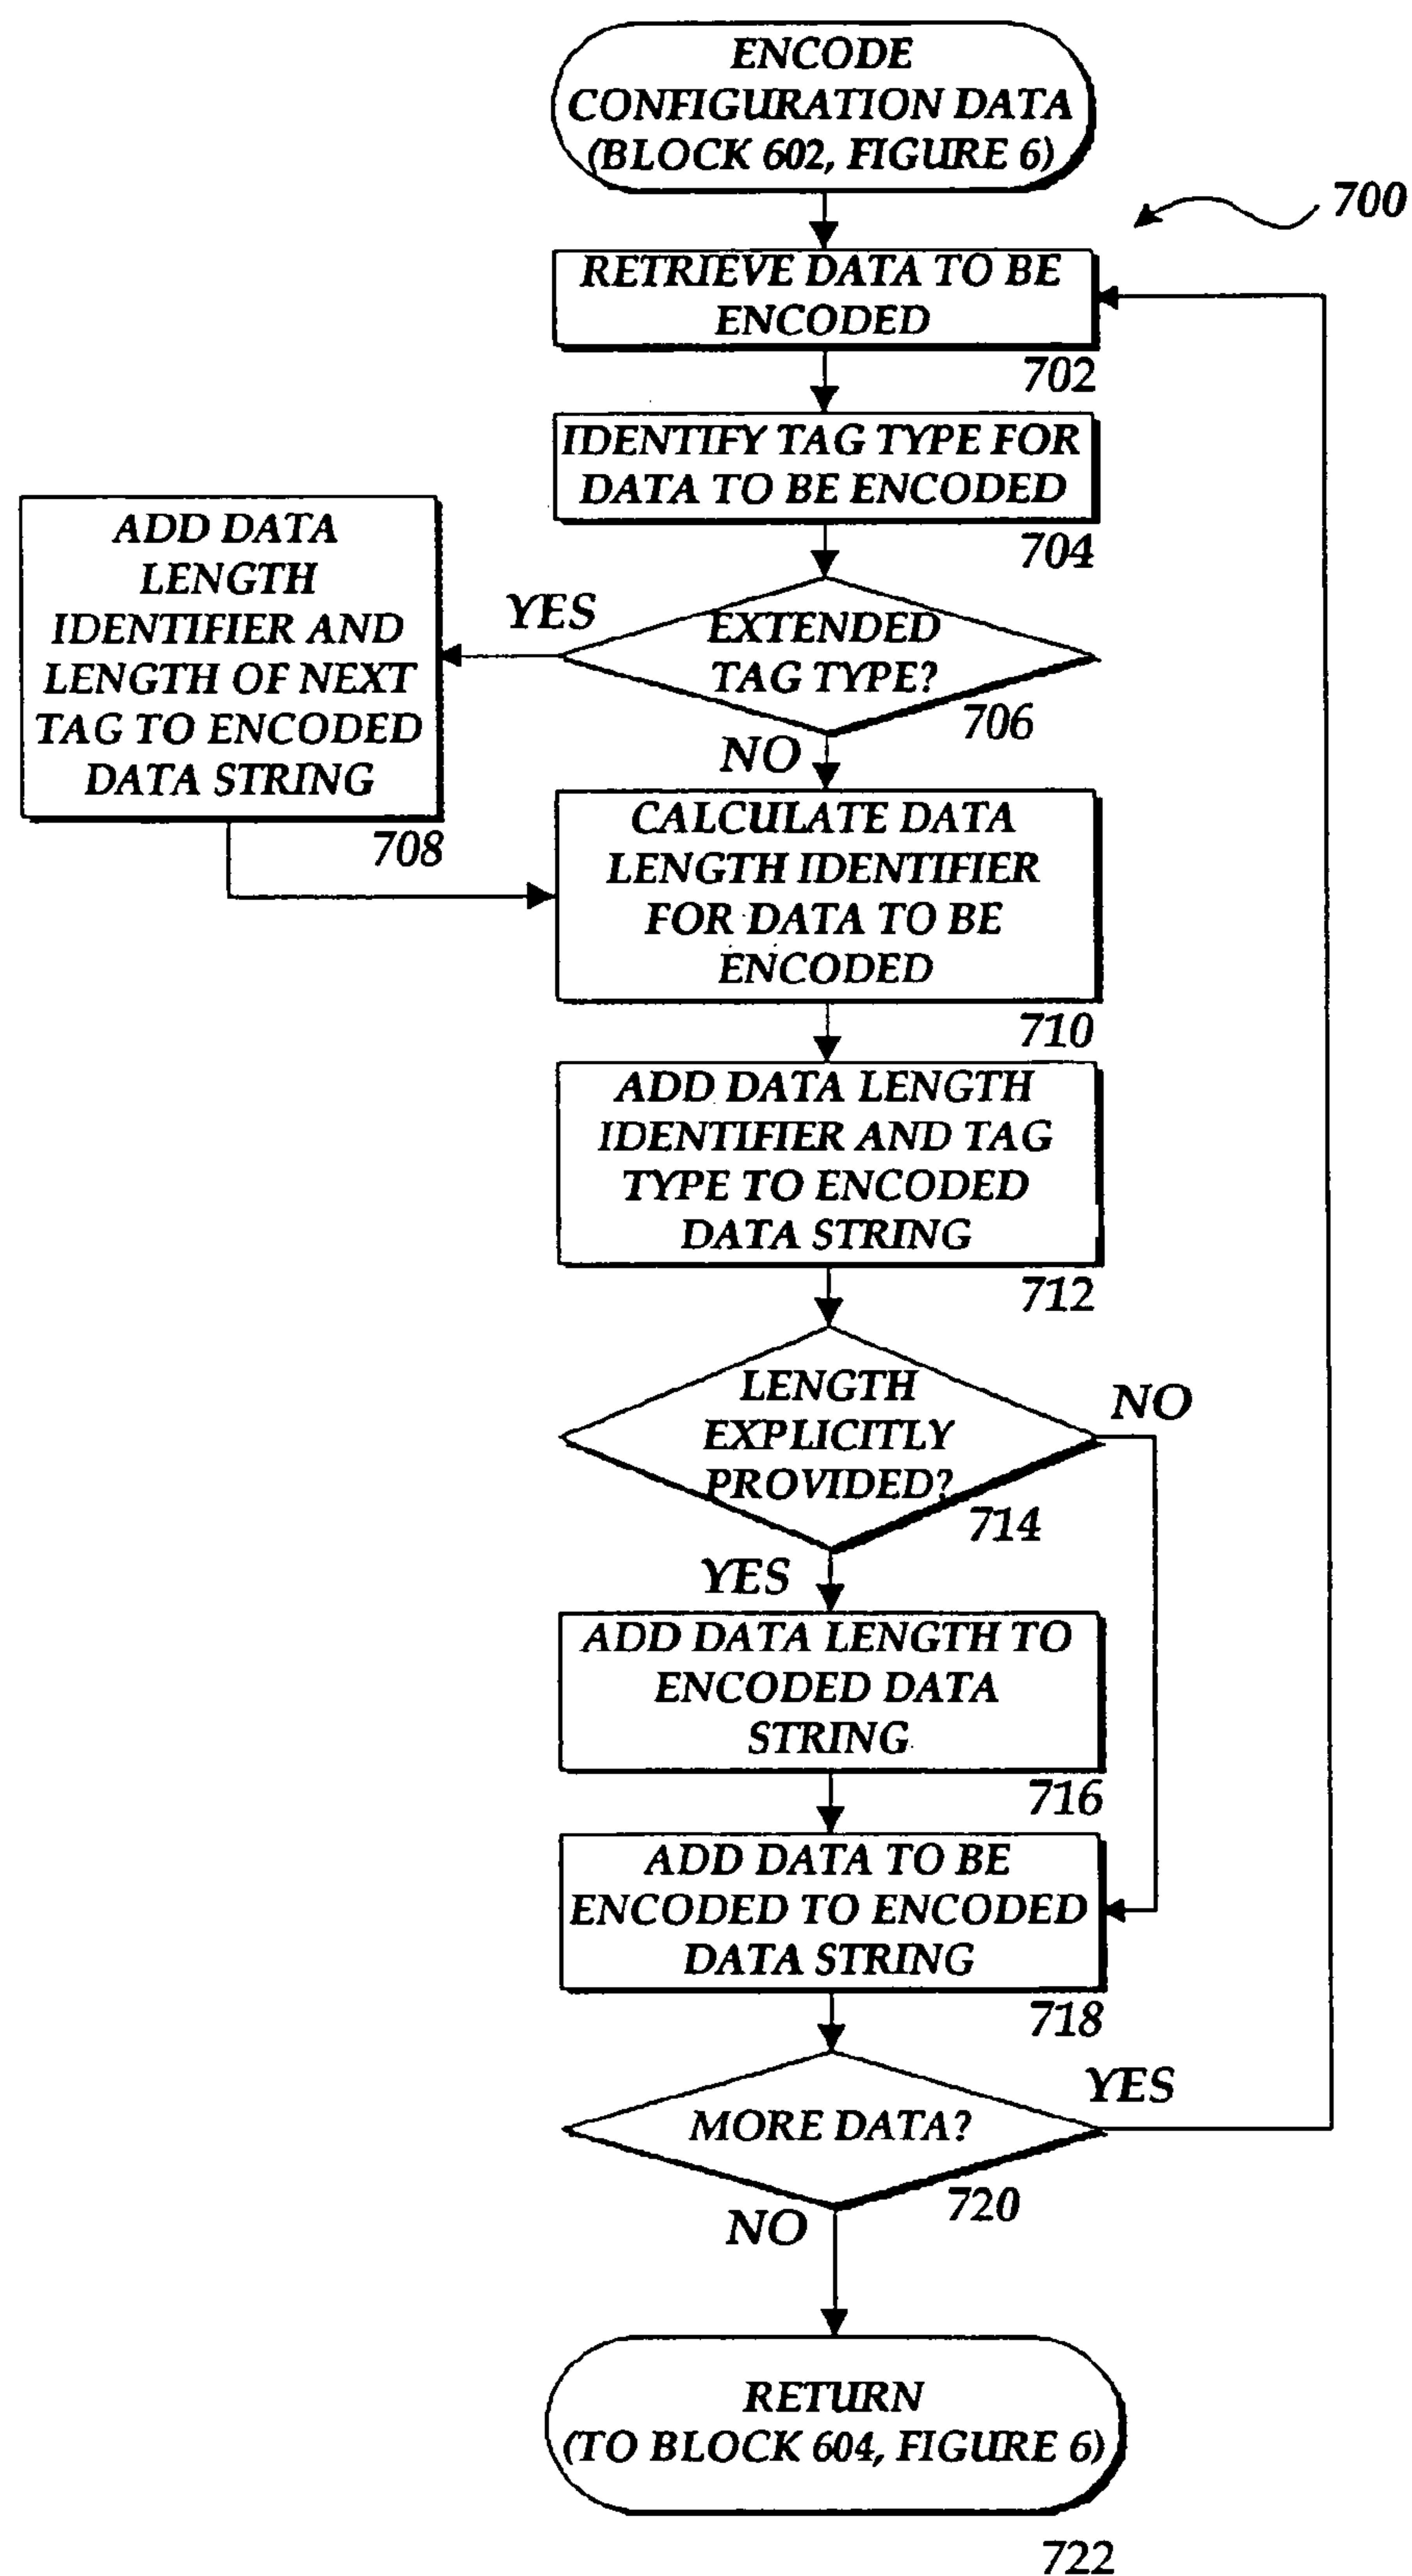 ENCODE
CONFIGURATION DATA
(BLOCK 602, FIGURE 6)
700
RETRIEVE DATA TO BE
ENCODED
702
IDENTIFY TAG TYPE FOR
DATA TO BE ENCODED
704
EXTENDED
TAG TYPE?
706
YES
ADD DATA
LENGTH
IDENTIFIER AND
LENGTH OF NEXT
TAG TO ENCODED
DATA STRING
708
NO
CALCULATE DATA
LENGTH IDENTIFIER
FOR DATA TO BE
ENCODED
710
ADD DATA LENGTH
IDENTIFIER AND TAG
TYPE TO ENCODED
DATA STRING
712
LENGTH
EXPLICITLY
PROVIDED?
714
NO
YES
ADD DATA LENGTH TO
ENCODED DATA
STRING
716
ADD DATA TO BE
ENCODED TO ENCODED
DATA STRING
718
MORE DATA?
720
YES
NO
RETURN
(TO BLOCK 604, FIGURE 6)
722